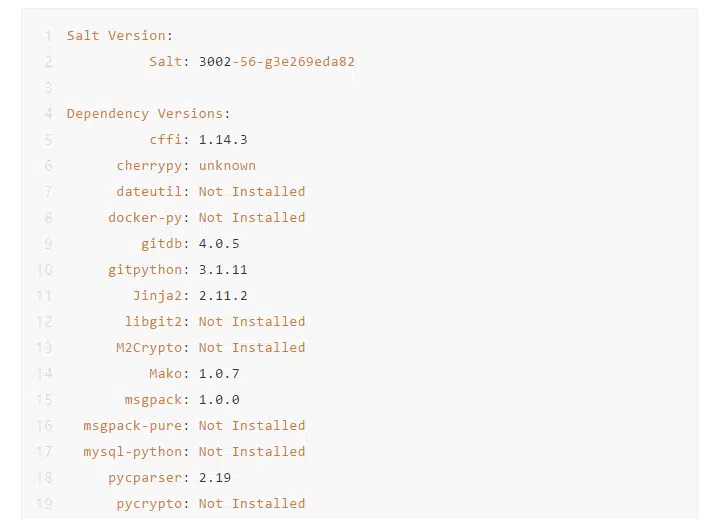 1 Salt Version:
2 Salt: 3002-56-g3e269eda82
3
4 Dependency Versions:
5 cffi: 1.14.3
6 cherrypy: unknown
7 dateutil: Not Installed
8 docker-py: Not Installed
9 gitdb: 4.0.5
10 gitpython: 3.1.11
11 Jinja2: 2.11.2
12 libgit2: Not Installed
13 M2Crypto: Not Installed
14 Mako: 1.0.7
15 msgpack: 1.0.0
16 msgpack-pure: Not Installed
17 mysql-python: Not Installed
18 pycparser: 2.19
19 pycrypto: Not Installed